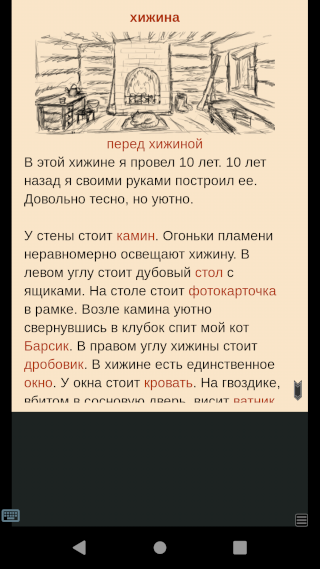 хижина
перед хижиной
В этой хижине я провел 10 лет. 10 лет
назад я своими руками построил ее.
Довольно тесно, но уютно.
У стены стоит камин. Огоньки пламени
неравномерно освещают хижину. В
левом углу стоит дубовый стол с
ящиками. На столе стоит фотокарточка
в рамке. Возле камина уютно
свернувшись в клубок спит мой кот
Барсик. В правом углу хижины стоит
дробовик. В хижине есть единственное
окно. У окна стоит кровать. На гвоздике,
вбитом в сосновую дверь, висит ватник